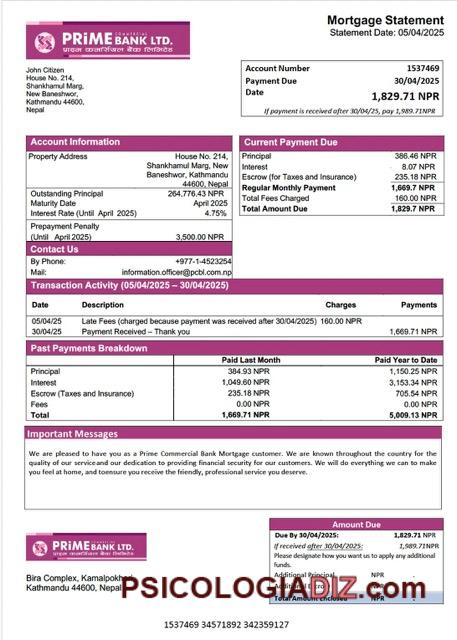 COMMERCIAL
PRIME BANK LTD.
प्राइम कमर्सियल बैंक लिमिटेड
Mortgage Statement
Statement Date: 05/04/2025
John Citizen
House No. 214,
Shankhamul Marg,
New Baneshwor,
Kathmandu 44600,
Nepal
Account Number 1537469
Payment Due 30/04/2025
Date 1,829.71 NPR
If payment is received after 30/04/25, pay 1,989.71NPR
Account Information
Property Address House No. 214,
Shankhamul Marg, New
Baneshwor, Kathmandu
44600, Nepal
Outstanding Principal 264,776.43 NPR
Maturity Date April 2025
Interest Rate (Until April 2025) 4.75%
Prepayment Penalty
(Until April 2025) 3,500.00 NPR
Contact Us
By Phone: +977-1-4523254
Mail: information.officer@pcbl.com.np
Current Payment Due
Principal 386.46 NPR
Interest 8.07 NPR
Escrow (for Taxes and Insurance) 235.18 NPR
Regular Monthly Payment 1,669.7 NPR
Total Fees Charged 160.00 NPR
Total Amount Due 1,829.7 NPR
Transaction Activity (05/04/2025 – 30/04/2025)
Date Description Charges Payments
05/04/25 Late Fees (charged because payment was received after 30/04/2025) 160.00 NPR
30/04/25 Payment Received – Thank you 1,669.71 NPR
Past Payments Breakdown
Paid Last Month Paid Year to Date
Principal 384.93 NPR 1,150.25 NPR
Interest 1,049.60 NPR 3,153.34 NPR
Escrow (Taxes and Insurance) 235.18 NPR 705.54 NPR
Fees 0.00 NPR 0.00 NPR
Total 1,669.71 NPR 5,009.13 NPR
Important Messages
We are pleased to have you as a Prime Commercial Bank Mortgage customer. We are known throughout the country for the
quality of our service and our dedication to providing financial security for our customers. We will do everything we can to make
you feel at home, and toensure you receive the friendly, professional service you deserve.
PRIME BANK LTD.
प्राइम कमर्सियल बैंक लिमिटेड
Bira Complex, Kamalpokhari,
Kathmandu 44600, Nepal
Amount Due
Due By 30/04/2025: 1,829.71 NPR
If received after 30/04/2025: 1,989.71NPR
Please designate how you want us to apply any additional
funds.
Additional Principal NPR
Additional Escrow NPR
Total Amount Enclosed NPR
PSICOLOGIADIZ.com
1537469 34571892 342359127